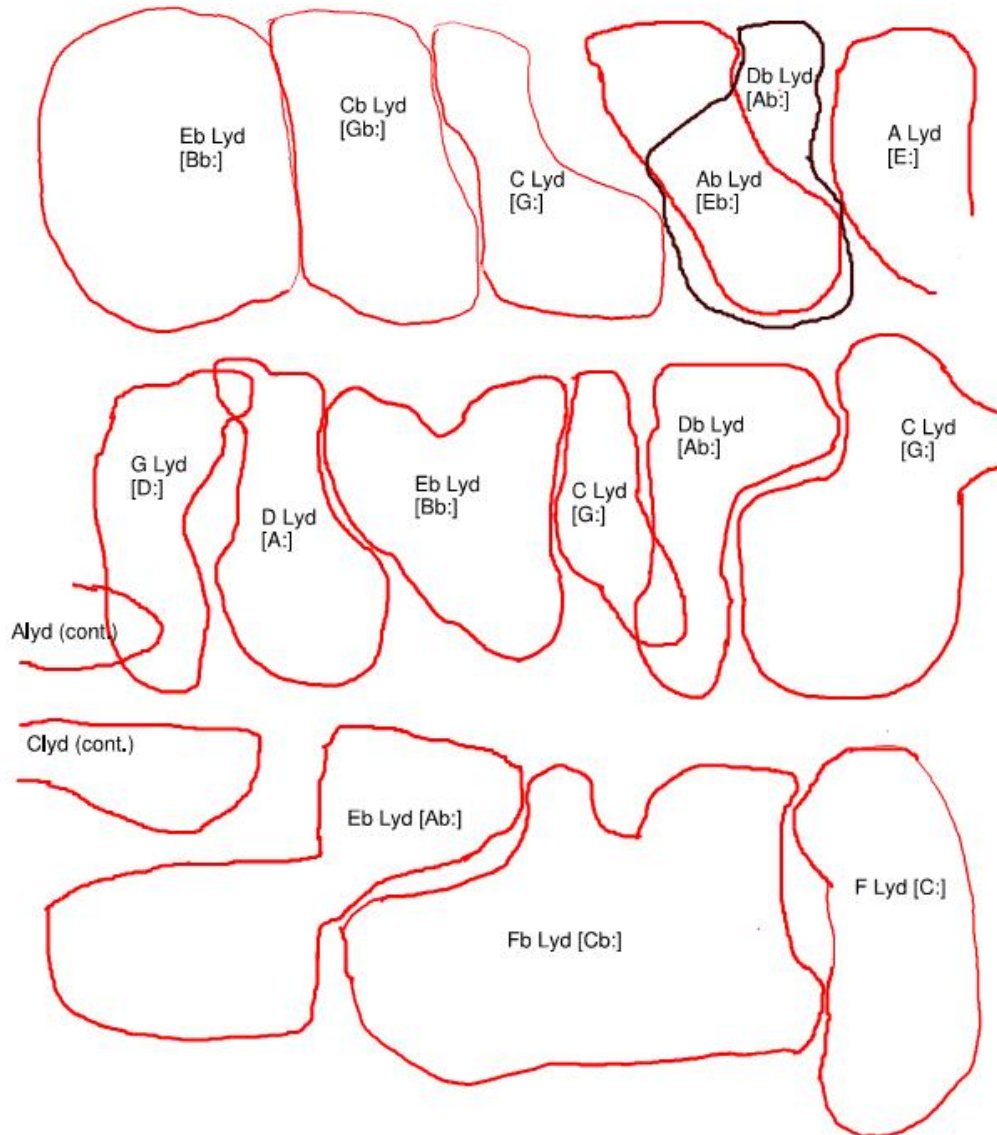 Eb Lyd
[Bb:]
Cb Lyd
[Gb:]
C Lyd
[G:]
Ab Lyd
[Eb:]
Db Lyd
[Ab:]
A Lyd
[E:]
Alyd (cont.)
G Lyd
[D:]
D Lyd
[A:]
Eb Lyd
[Bb:]
C Lyd
[G:]
Db Lyd
[Ab:]
C Lyd
[G:]
Clyd (cont.)
Eb Lyd [Ab:]
Fb Lyd [Cb:]
F Lyd [C:]